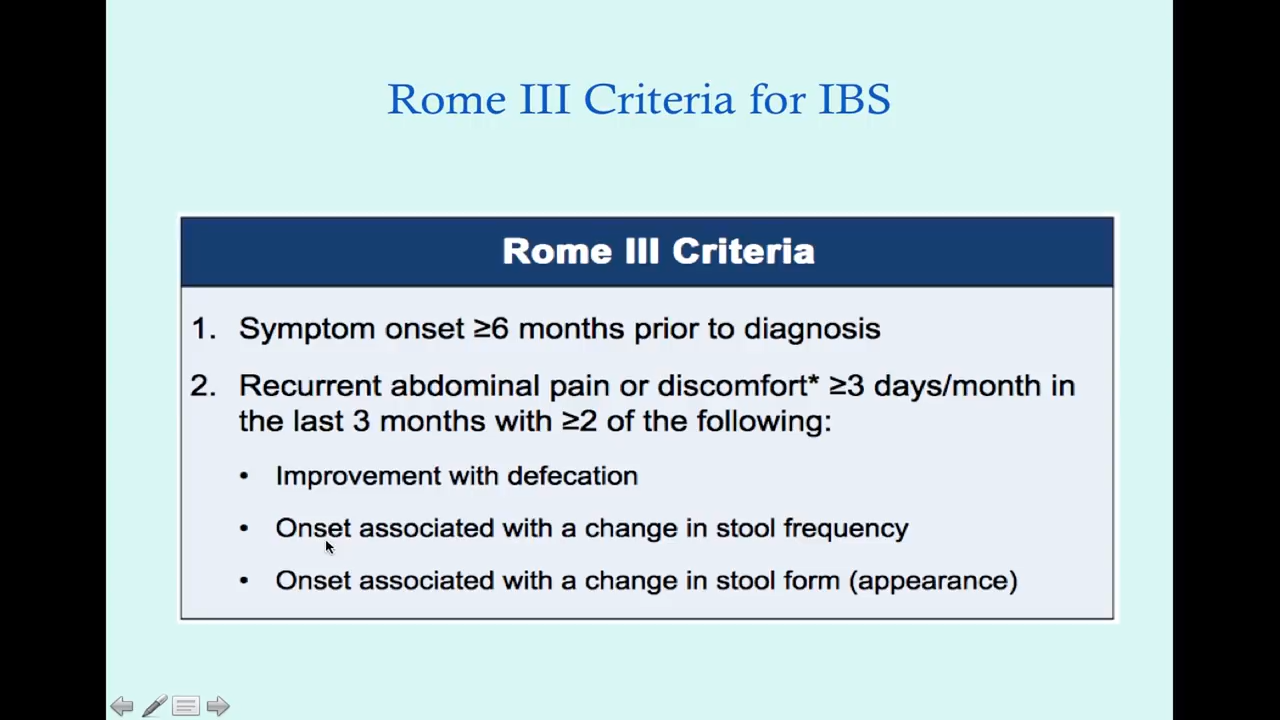 Rome III Criteria for IBS
Rome III Criteria
1. Symptom onset ≥6 months prior to diagnosis
2. Recurrent abdominal pain or discomfort* ≥3 days/month in
the last 3 months with ≥2 of the following:
• Improvement with defecation
• Onset associated with a change in stool frequency
• Onset associated with a change in stool form (appearance)